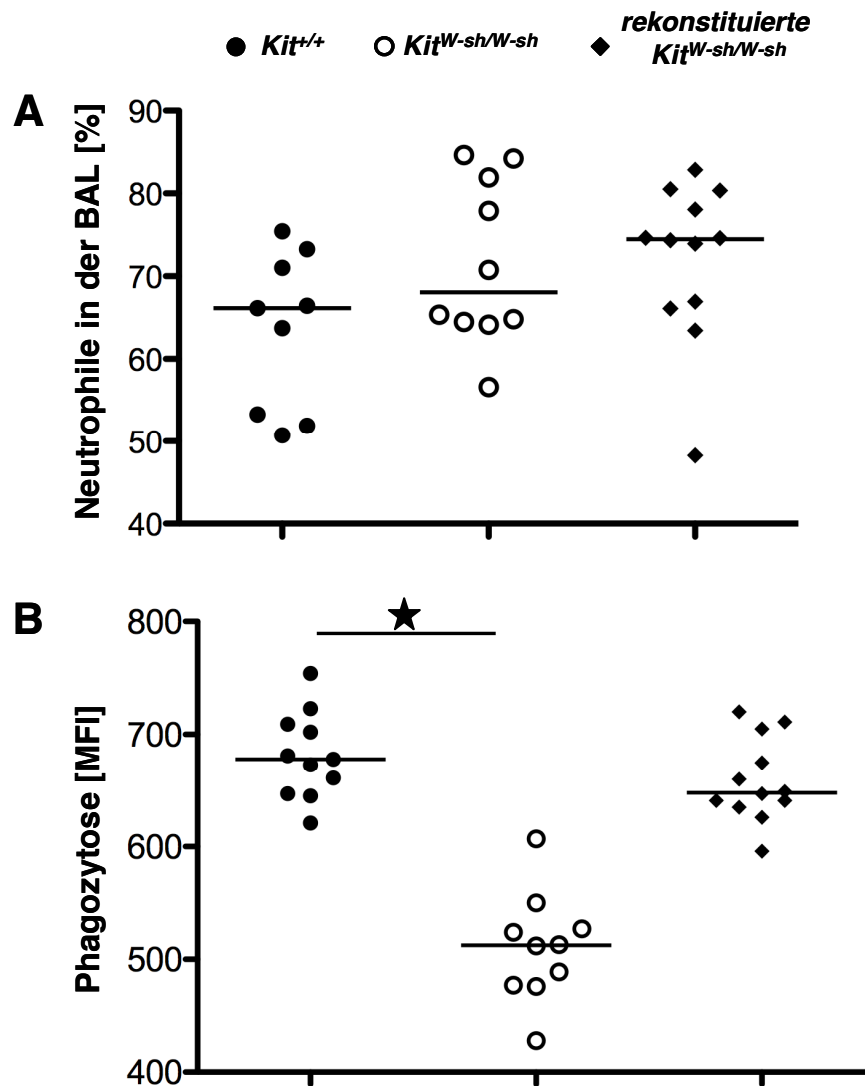 ● Kit+/+ ○ KitW-sh/W-sh ◆ rekonstituierte
KitW-sh/W-sh
A
Neutrophile in der BAL [%]
90
80
70
60
50
40
B
★
Phagozytose [MFI]
800
700
600
500
400